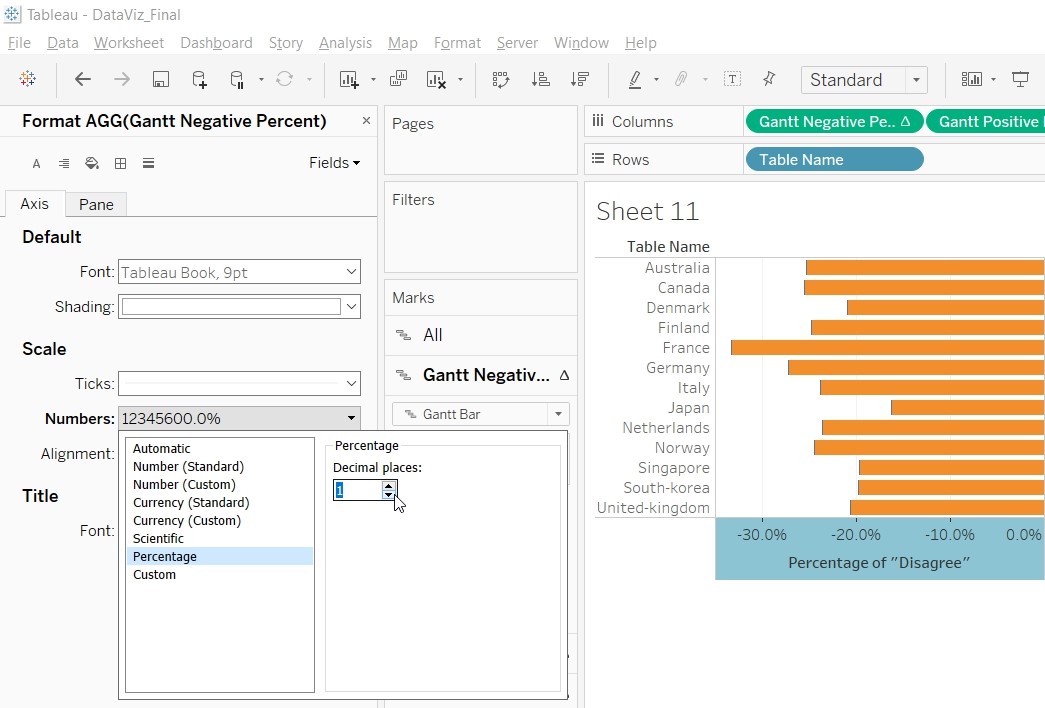 Tableau - DataViz_Final
File Data Worksheet Dashboard Story Analysis Map Format Server Window Help
Standard
Format AGG(Gantt Negative Percent)
Fields
Axis Pane
Default
Font: Tableau Book, 9pt
Shading:
Scale
Ticks:
Numbers: 12345600.0%
Alignment:
Title
Font:
Automatic
Number (Standard)
Number (Custom)
Currency (Standard)
Currency (Custom)
Scientific
Percentage
Custom
Percentage
Decimal places:
1
Pages
Filters
Marks
All
Gantt Negativ... Δ
Gantt Bar
Columns Gantt Negative Pe.. Δ Gantt Positive
Rows Table Name
Sheet 11
Table Name
Australia
Canada
Denmark
Finland
France
Germany
Italy
Japan
Netherlands
Norway
Singapore
South-korea
United-kingdom
-30.0% -20.0% -10.0% 0.0%
Percentage of "Disagree"